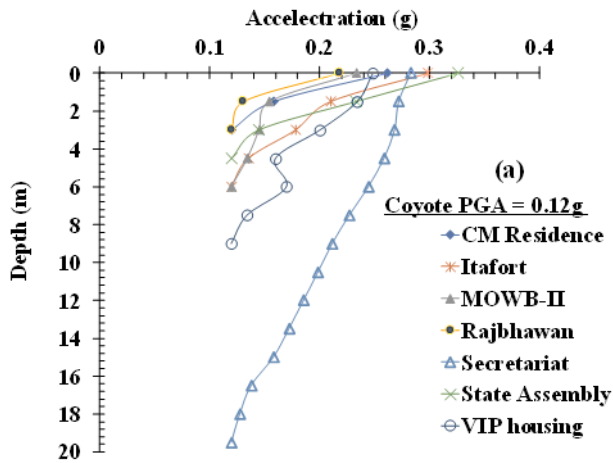 Accelectration (g)
0 0.1 0.2 0.3 0.4
0
2
4
6
8
10
12
14
16
18
20
Depth (m)
(a)
Coyote PGA = 0.12g
CM Residence
Itafort
MOWB-II
Rajbhawan
Secretariat
State Assembly
VIP housing